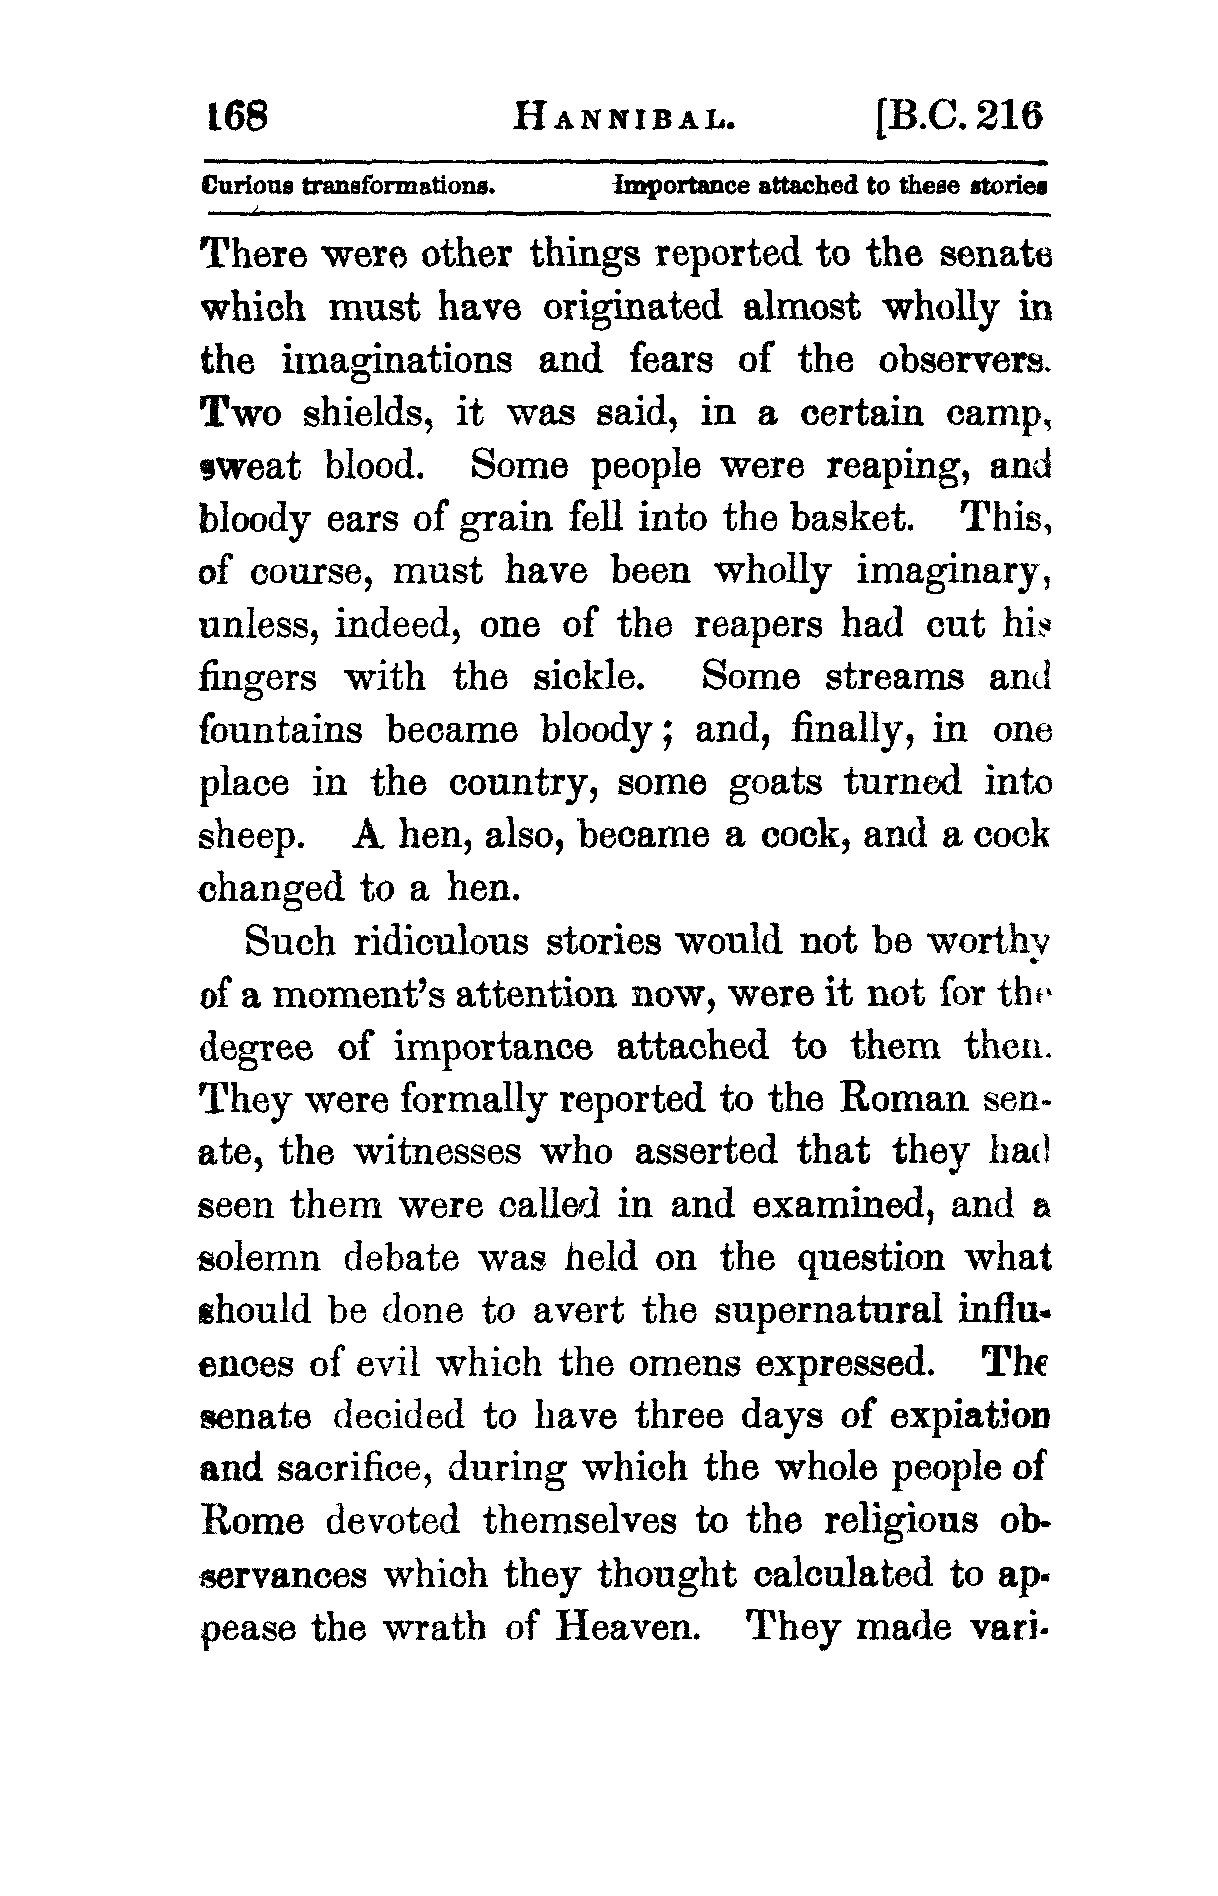 168 HANNIBAL. [B.C. 216
Curious transformations. Importance attached to these stories
There were other things reported to the senate
which must have originated almost wholly in
the imaginations and fears of the observers.
Two shields, it was said, in a certain camp,
sweat blood. Some people were reaping, and
bloody ears of grain fell into the basket. This,
of course, must have been wholly imaginary,
unless, indeed, one of the reapers had cut his
fingers with the sickle. Some streams and
fountains became bloody; and, finally, in one
place in the country, some goats turned into
sheep. A hen, also, became a cock, and a cock
changed to a hen.
Such ridiculous stories would not be worthy
of a moment's attention now, were it not for the
degree of importance attached to them then.
They were formally reported to the Roman sen-
ate, the witnesses who asserted that they had
seen them were called in and examined, and a
solemn debate was held on the question what
should be done to avert the supernatural influ-
ences of evil which the omens expressed. The
senate decided to have three days of expiation
and sacrifice, during which the whole people of
Rome devoted themselves to the religious ob-
servances which they thought calculated to ap-
pease the wrath of Heaven. They made vari-